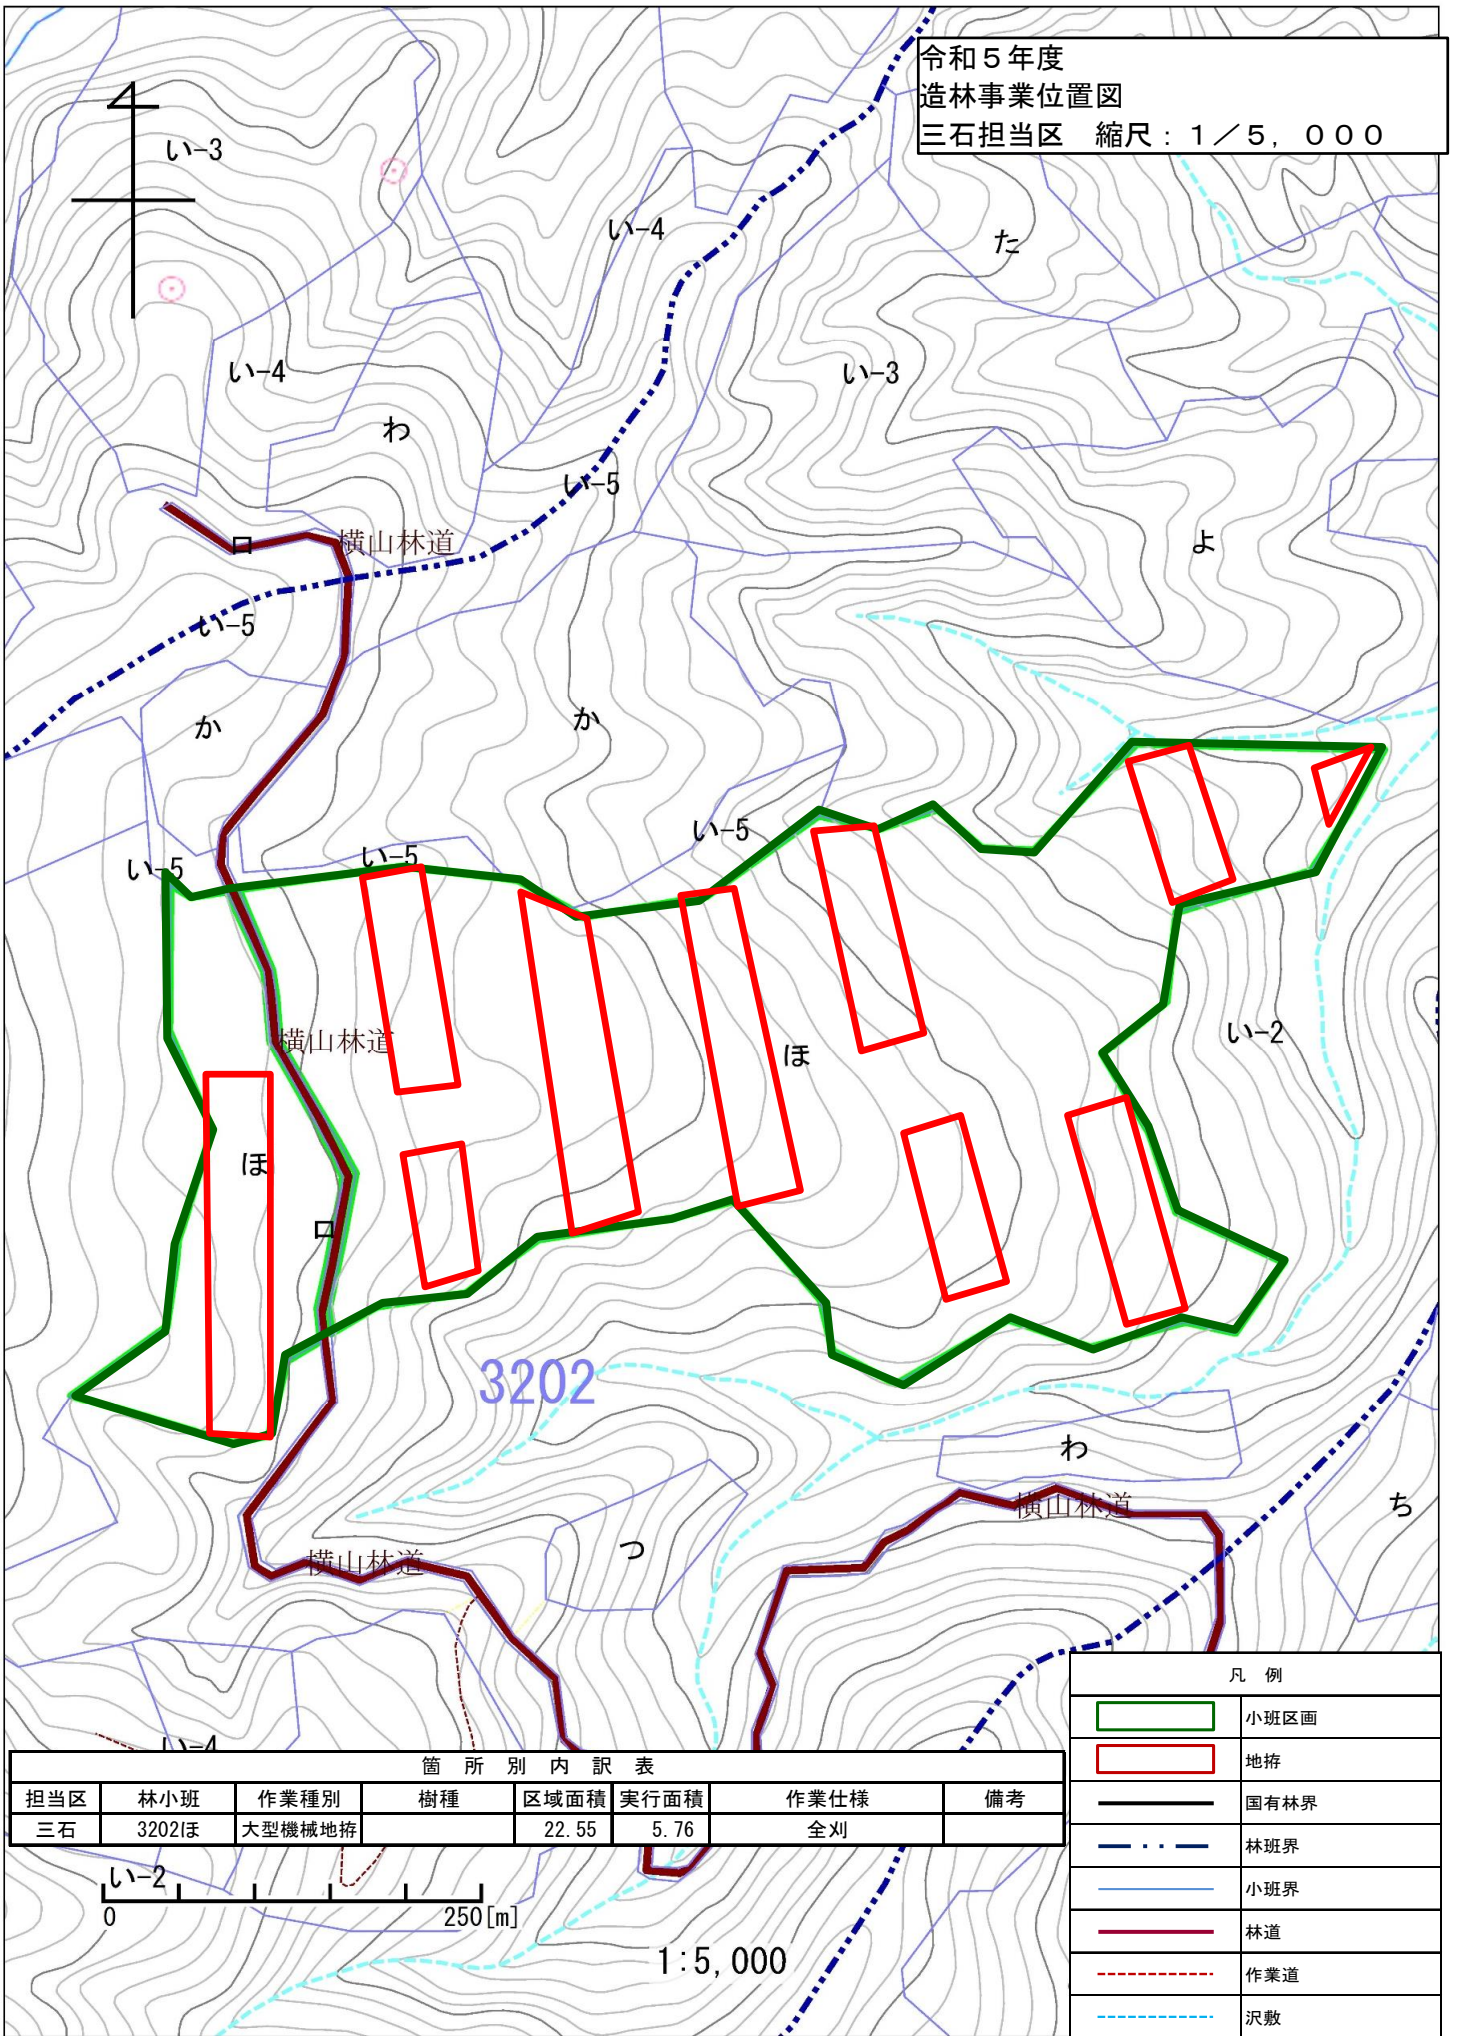 令和５年度
造林事業位置図
三石担当区　縮尺：１／５，０００
い-3
い-4
た
い-4
い-3
わ
い-5
ロ
横山林道
よ
い-5
か
か
い-5
い-5
い-5
横山林道
ほ
い-2
ほ
ロ
3202
わ
横山林道
ち
つ
横山林道
い-4
凡 例
小班区画
地拵
国有林界
林班界
小班界
林道
作業道
沢敷
箇 所 別 内 訳 表
担当区 林小班 作業種別 樹種 区域面積 実行面積 作業仕様 備考
三石 3202ほ 大型機械地拵 22.55 5.76 全刈
い-2
0 250[m]
1:5,000